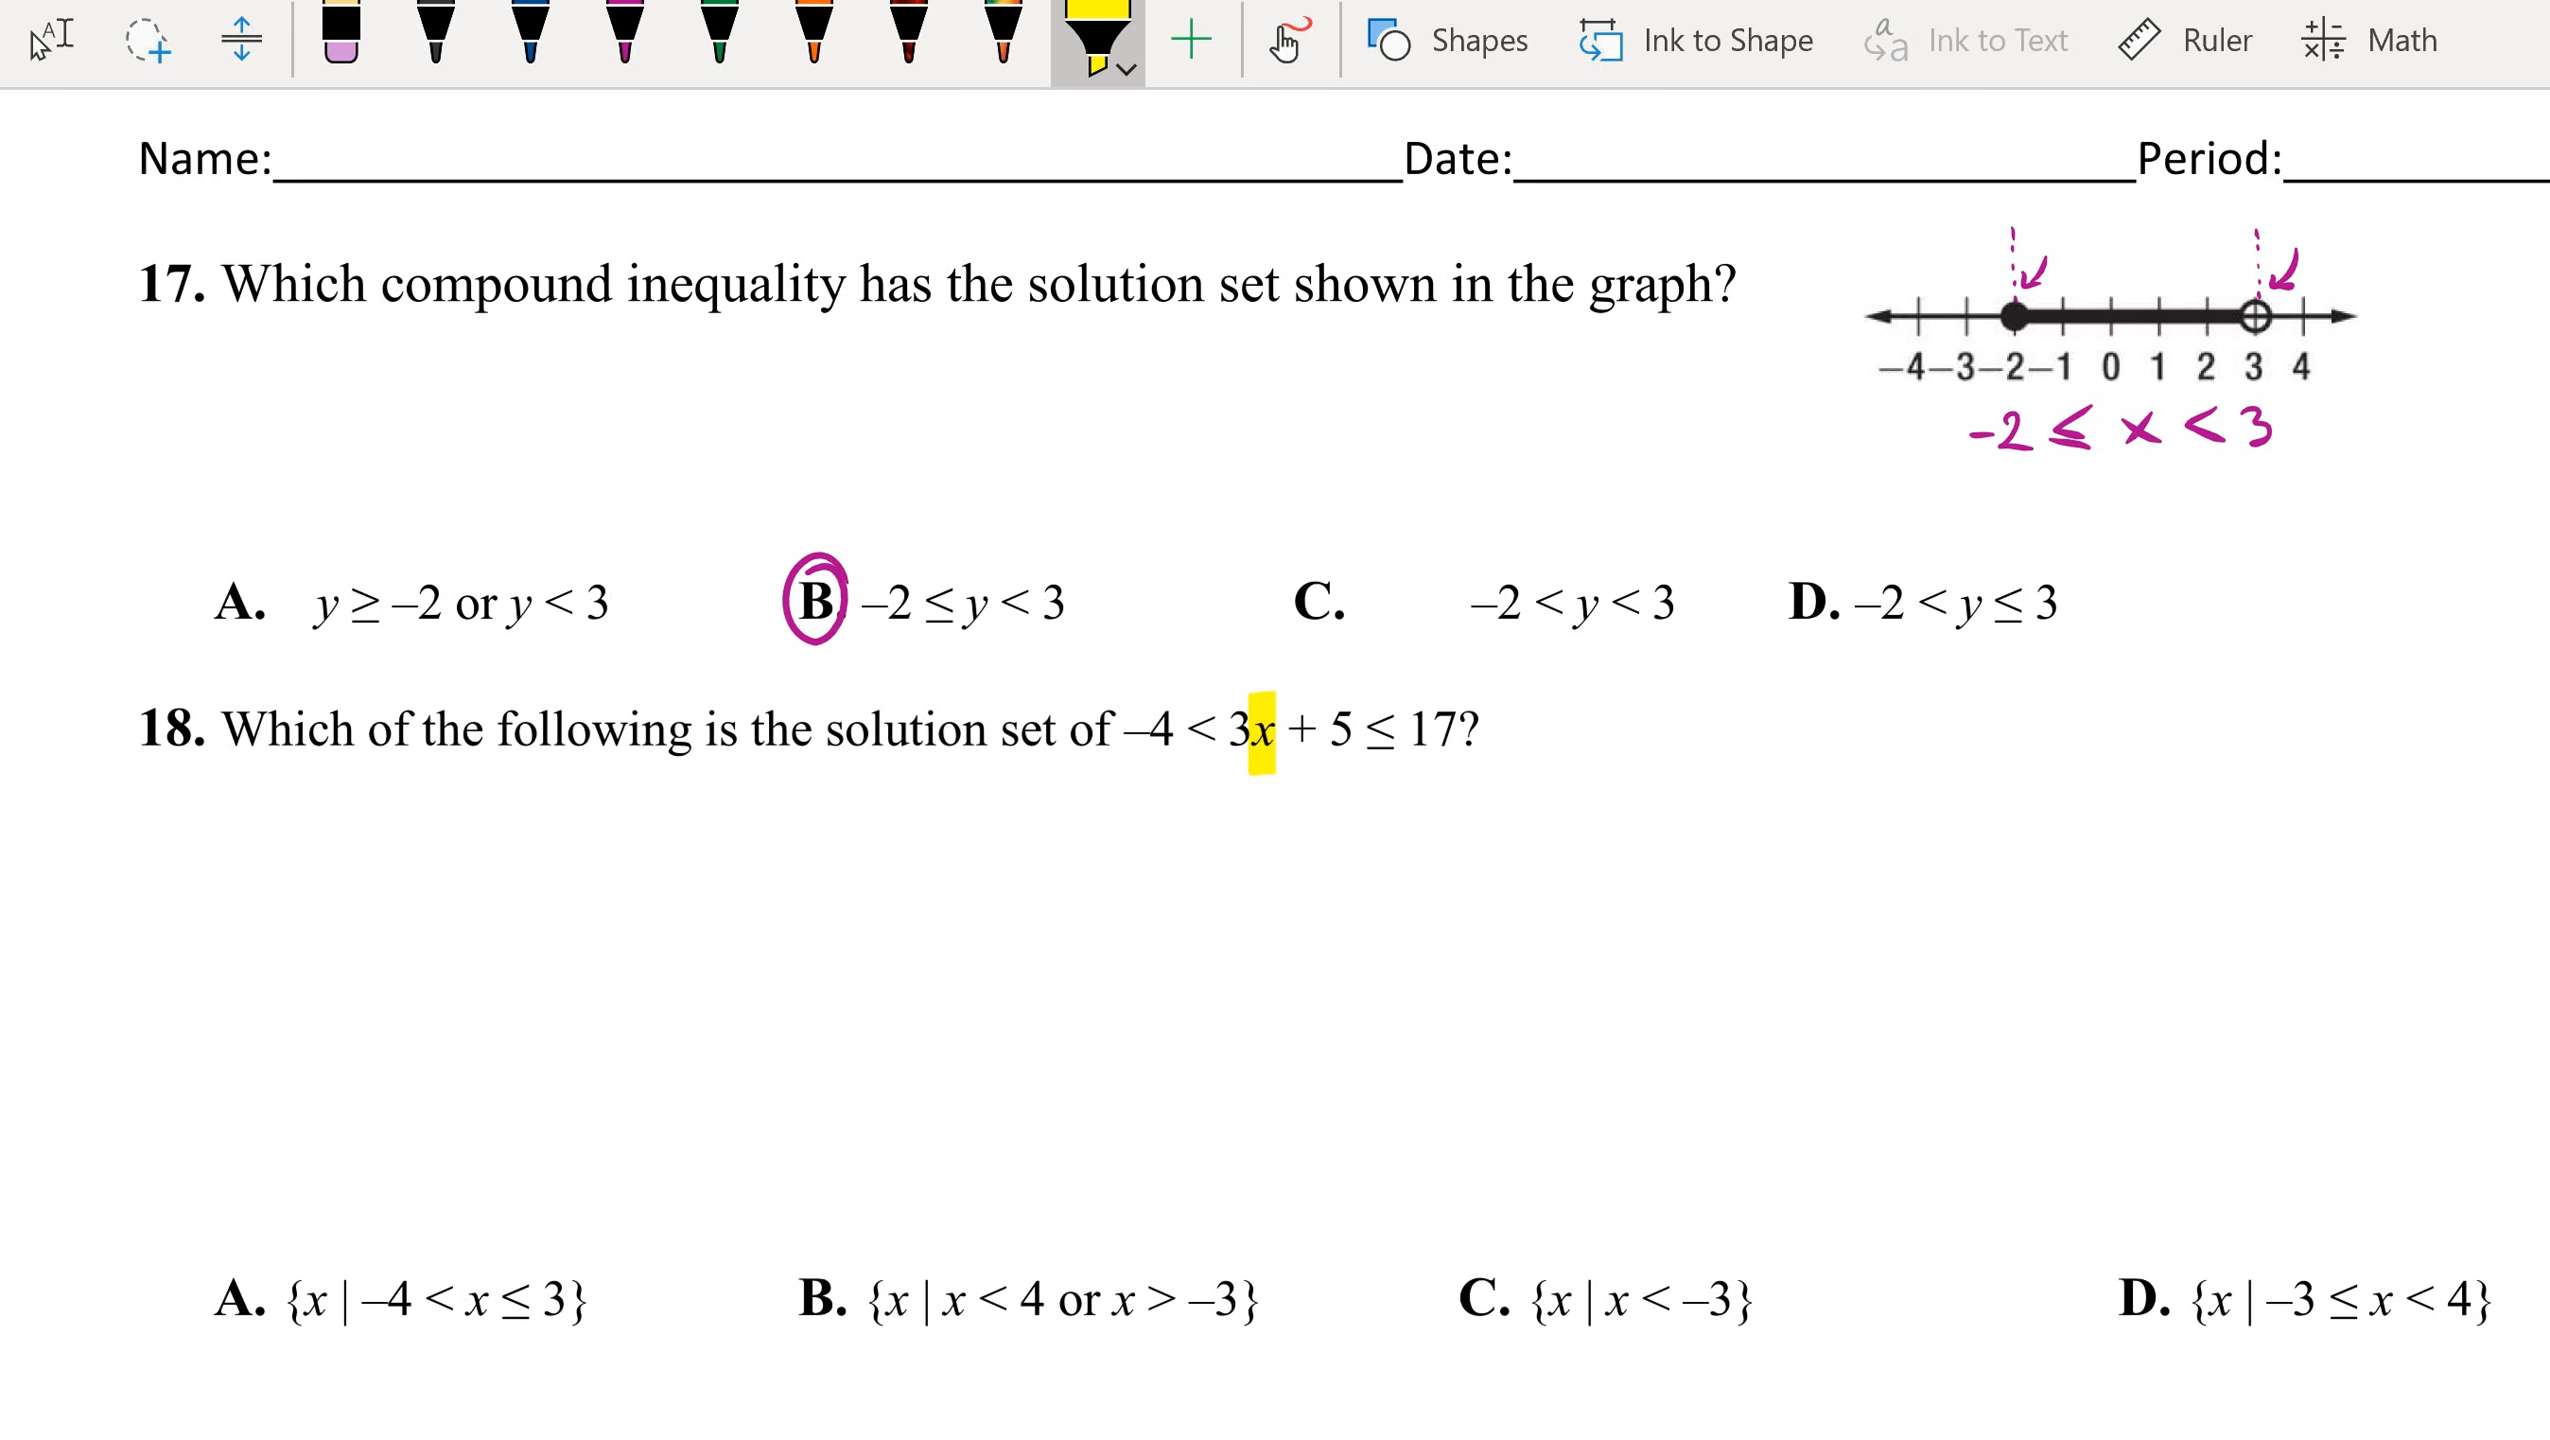 Shapes Ink to Shape Ink to Text Ruler Math
Name: Date: Period:
17. Which compound inequality has the solution set shown in the graph?
–4 –3 –2 –1 0 1 2 3 4
-2 ≤ x < 3
A. y ≥ –2 or y < 3 B. –2 ≤ y < 3 C. –2 < y < 3 D. –2 < y ≤ 3
18. Which of the following is the solution set of –4 < 3x + 5 ≤ 17?
A. {x | –4 < x ≤ 3} B. {x | x < 4 or x > –3} C. {x | x < –3} D. {x | –3 ≤ x < 4}